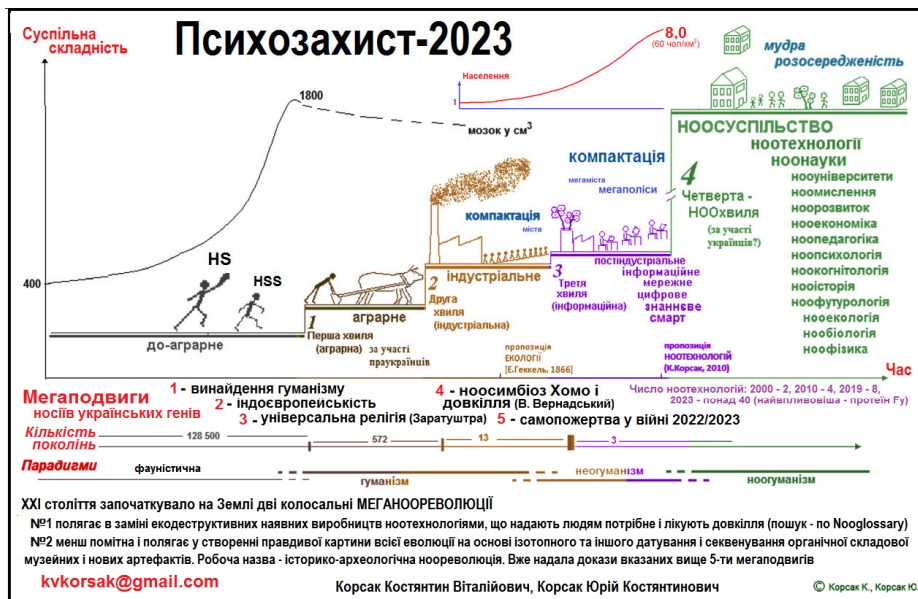 Психозахист-2023
Суспільна
складність
8,0
(60 чол/км²)
Населення
1
мудра
розосередженість
1800
мозок у см³
400
HS
HSS
до-аграрне
1
Перша хвиля
(аграрна)
за участі
праукраїнців
аграрне
2
Друга
хвиля
(індустріальна)
індустріальне
компактація
міста
компактація
мегаміста
мегаполіси
3
Третя
хвиля
(інформаційна)
постіндустріальне
інформаційне
мережне
цифрове
знаннєве
смарт
4
Четверта -
НООхвиля
(за участі
українців?)
НООСУСПІЛЬСТВО
ноотехнології
ноонауки
нооуніверситети
ноомислення
ноорозвиток
нооекономіка
ноопедагогіка
ноопсихологія
ноокогнітологія
нооісторія
ноофутурологія
нооекологія
нообіологія
ноофізика
пропозиція
ЕКОЛОГІЇ
[Е.Геккель, 1866)
пропозиція
НООТЕХНОЛОГІЙ
(К.Корсак, 2010)
Час
Мегаподвиги
носіїв українських генів
1 - винайдення гуманізму
2 - індоєвропейськість
3 - універсальна релігія (Заратуштра)
4 - ноосимбіоз Хомо і
довкілля (В. Вернадський)
5 - самопожертва у війні 2022/2023
Число ноотехнологій: 2000 - 2, 2010 - 4, 2019 - 8,
2023 - понад 40 (найвпливовіша - протеїн Fy)
Кількість
поколінь
128 500
572
13
3
Парадигми
фауністична
гуманізм
неогуманізм
ноогуманізм
ХХІ століття започаткувало на Землі дві колосальні МЕГАНООРЕВОЛЮЦІЇ
№1 полягає в заміні екодеструктивних наявних виробництв ноотехнологіями, що надають людям потрібне і лікують довкілля (пошук - по Nooglossary)
№2 менш помітна і полягає у створенні правдивої картини всієї еволюції на основі ізотопного та іншого датування і секвенування органічної складової
музейних і нових артефактів. Робоча назва - історико-археологічна ноореволюція. Вже надала докази вказаних вище 5-ти мегаподвигів
kvkorsak@gmail.com
Корсак Костянтин Віталійович, Корсак Юрій Костянтинович
© Корсак К., Корсак Ю.